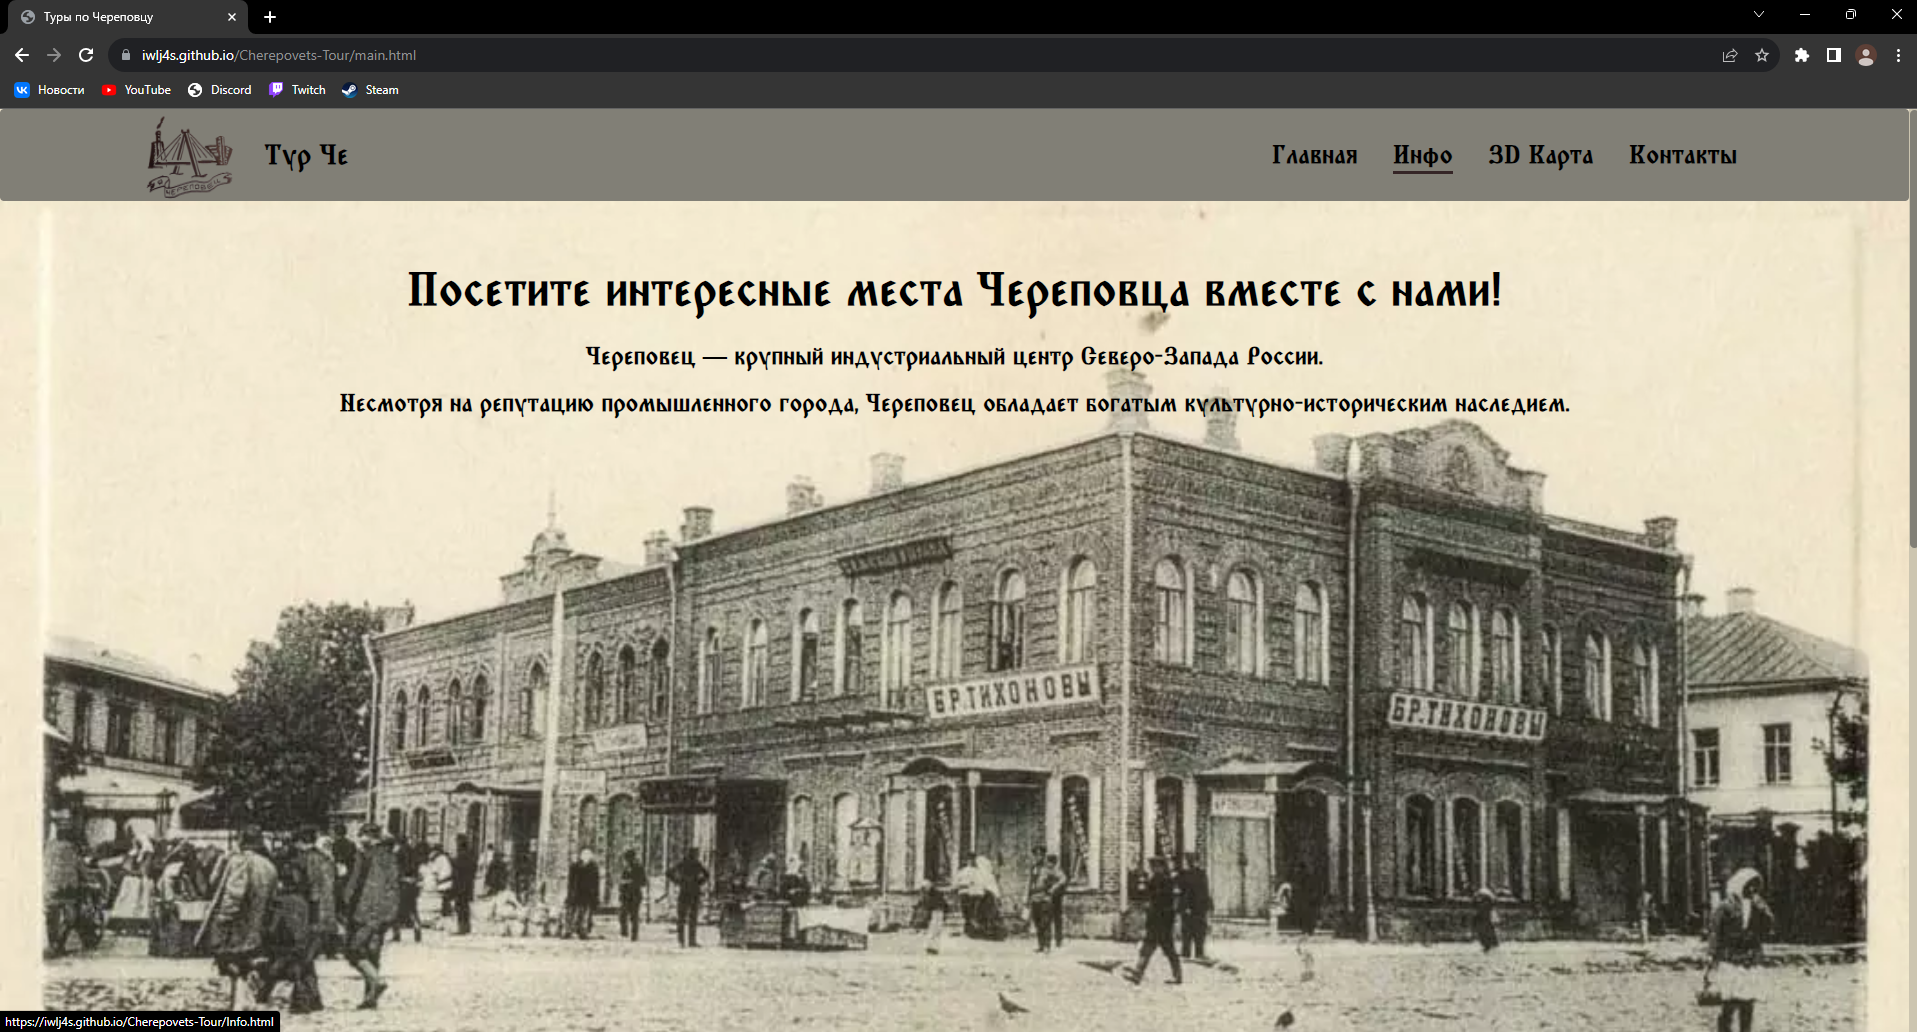 Туры по Череповцу
iwlj4s.github.io/Cherepovets-Tour/main.html
Новости YouTube Discord Twitch Steam
ЧЕРЕПОВЕЦ
Тур Че
Главная Инфо 3D Карта Контакты
Посетите интересные места Череповца вместе с нами!
Череповец — крупный индустриальный центр Северо-Запада России.
Несмотря на репутацию промышленного города, Череповец обладает богатым культурно-историческим наследием.
БР.ТИХОНОВЫ
БР.ТИХОНОВЫ
https://iwlj4s.github.io/Cherepovets-Tour/Info.html